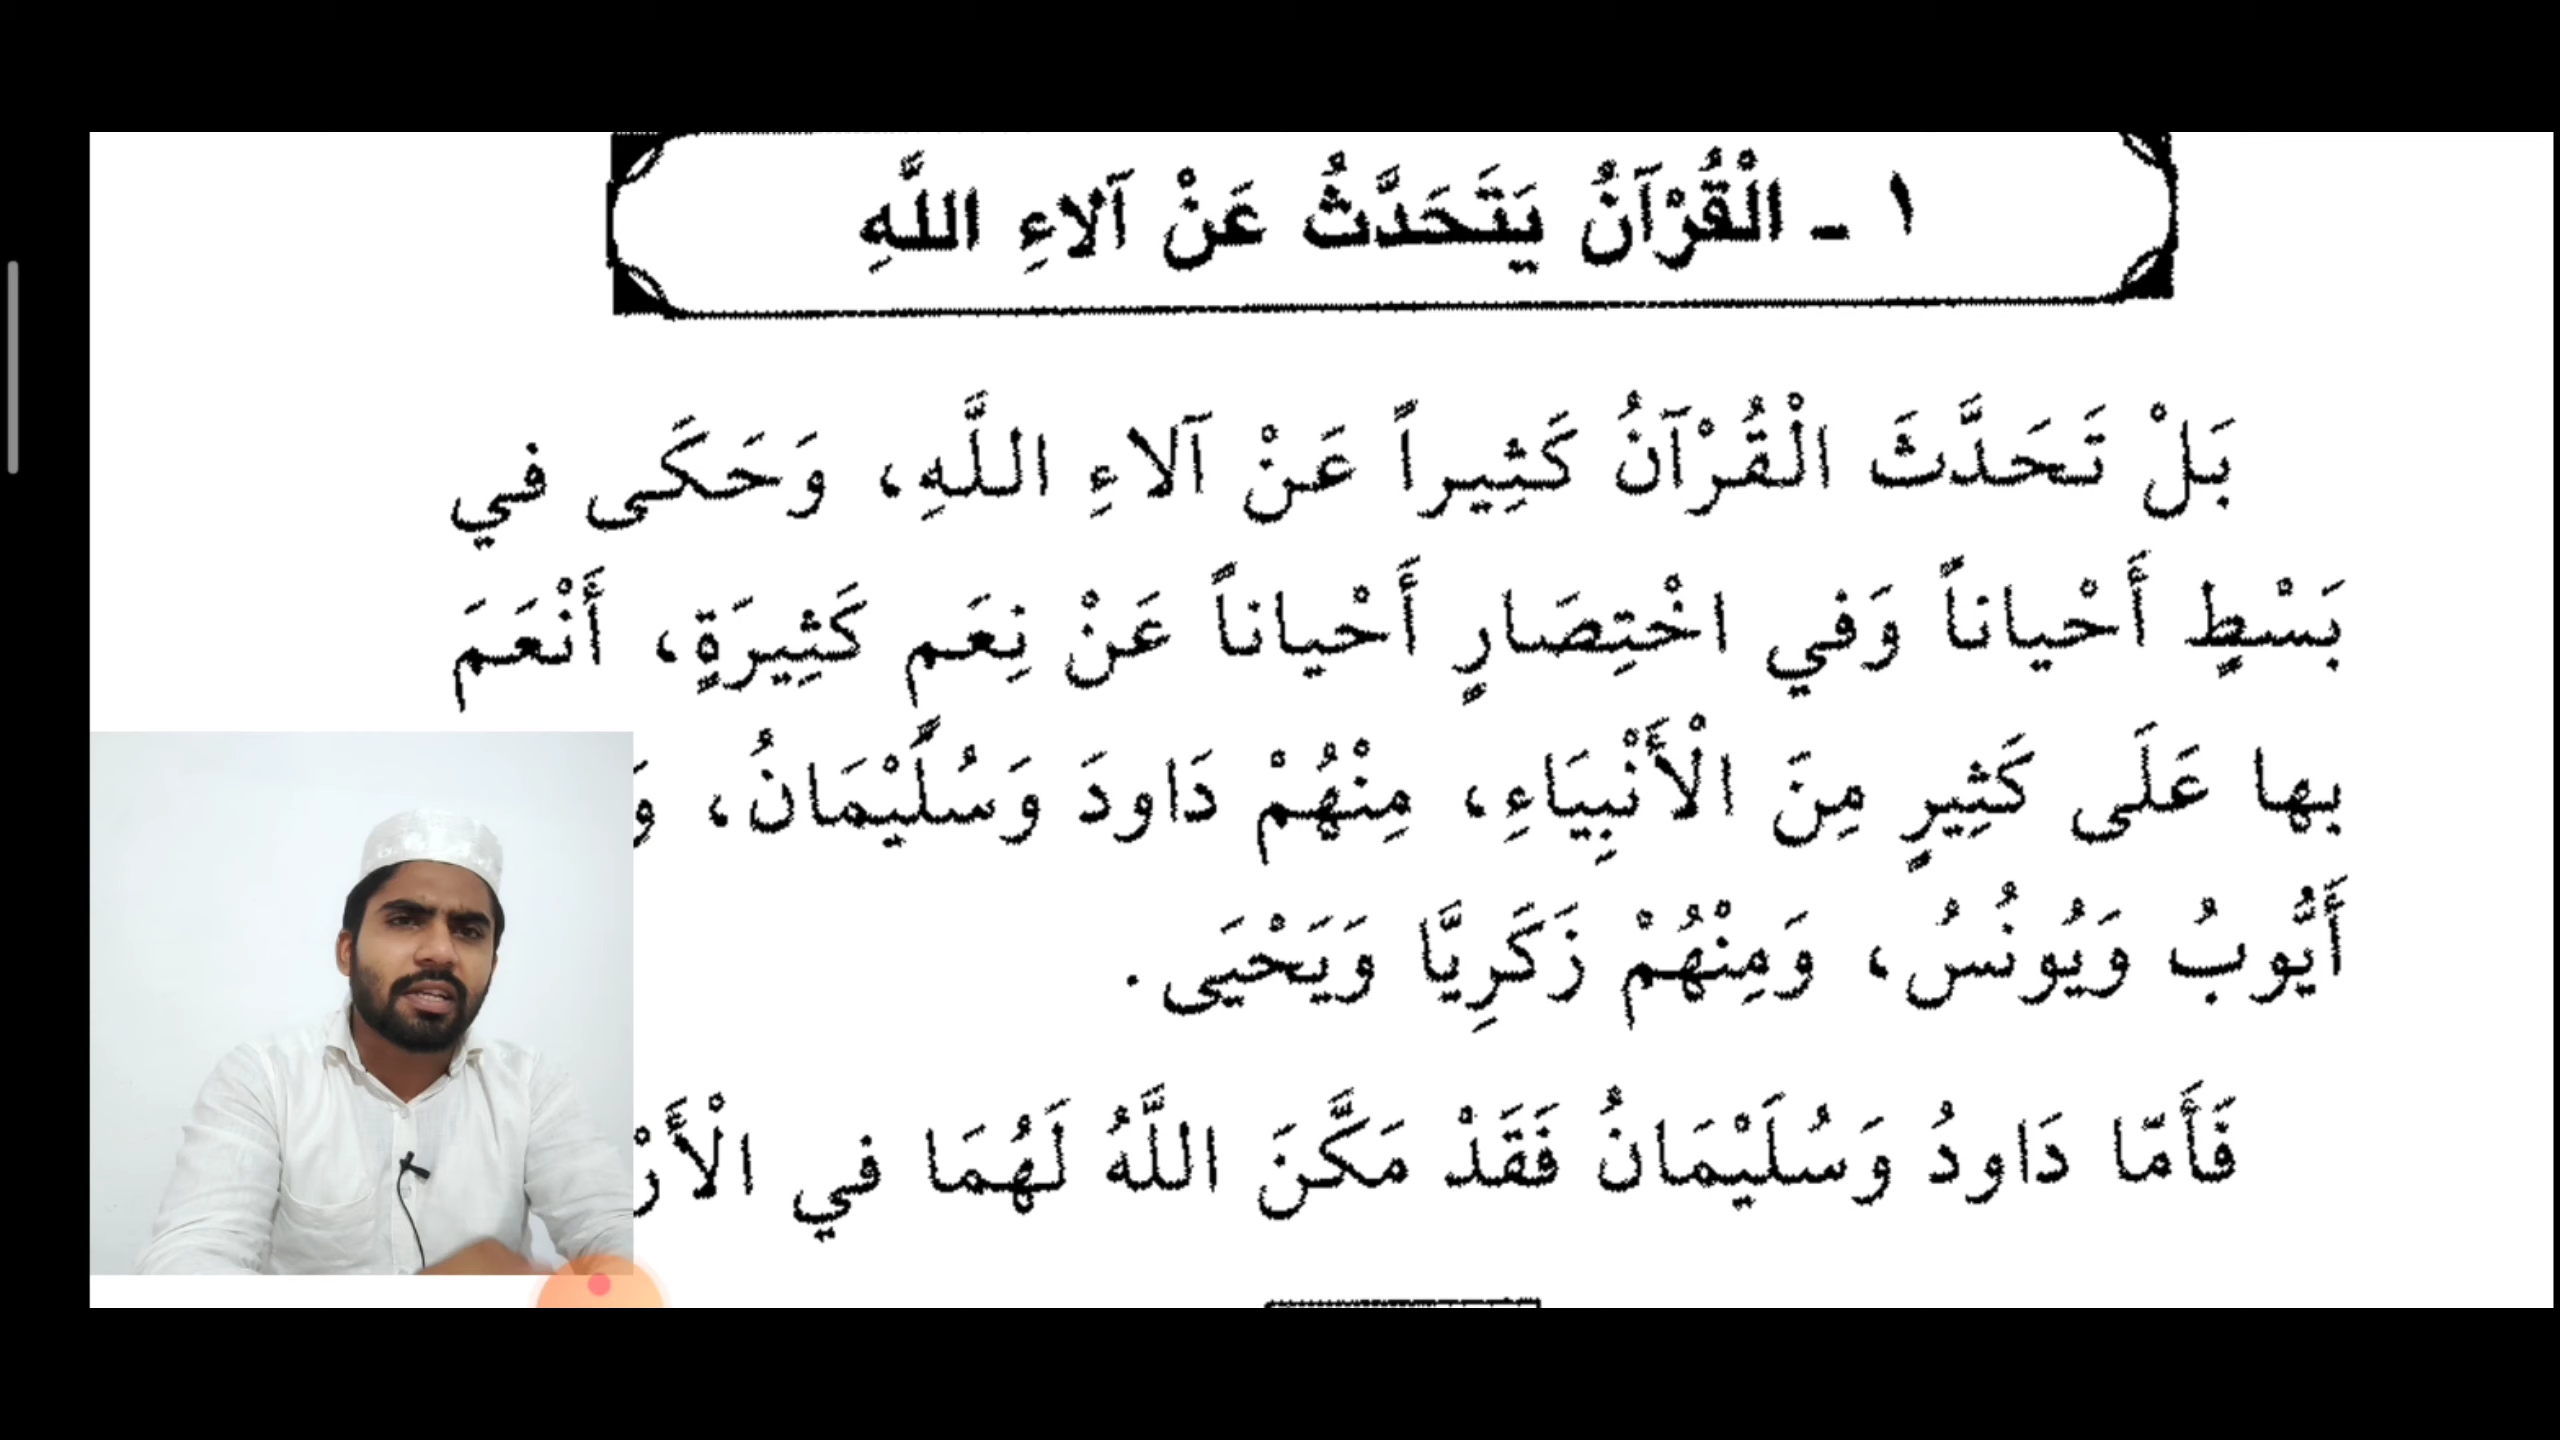 ١ ـ الْقُرْآنُ يَتَحَدَّثُ عَنْ آلاءِ اللَّهِ
بَلْ تَحَدَّثَ الْقُرْآنُ كَثِيراً عَنْ آلاءِ اللَّهِ، وَحَكَى في
بَسْطٍ أَحْياناً وَفي اخْتِصَارٍ أَحْياناً عَنْ نِعَم كَثِيرَةٍ، أَنْعَمَ
بها عَلَى كَثِيرٍ مِنَ الْأَنْبِيَاءِ، مِنْهُمْ دَاودَ وَسُلَيْمَانُ،
أَيُّوبُ وَيُونُسُ، وَمِنْهُمْ زَكَرِيَّا وَيَحْيَى.
فَأَمّا دَاودُ وَسُلَيْمَانُ فَقَدْ مَكَّنَ اللَّهُ لَهُمَا في